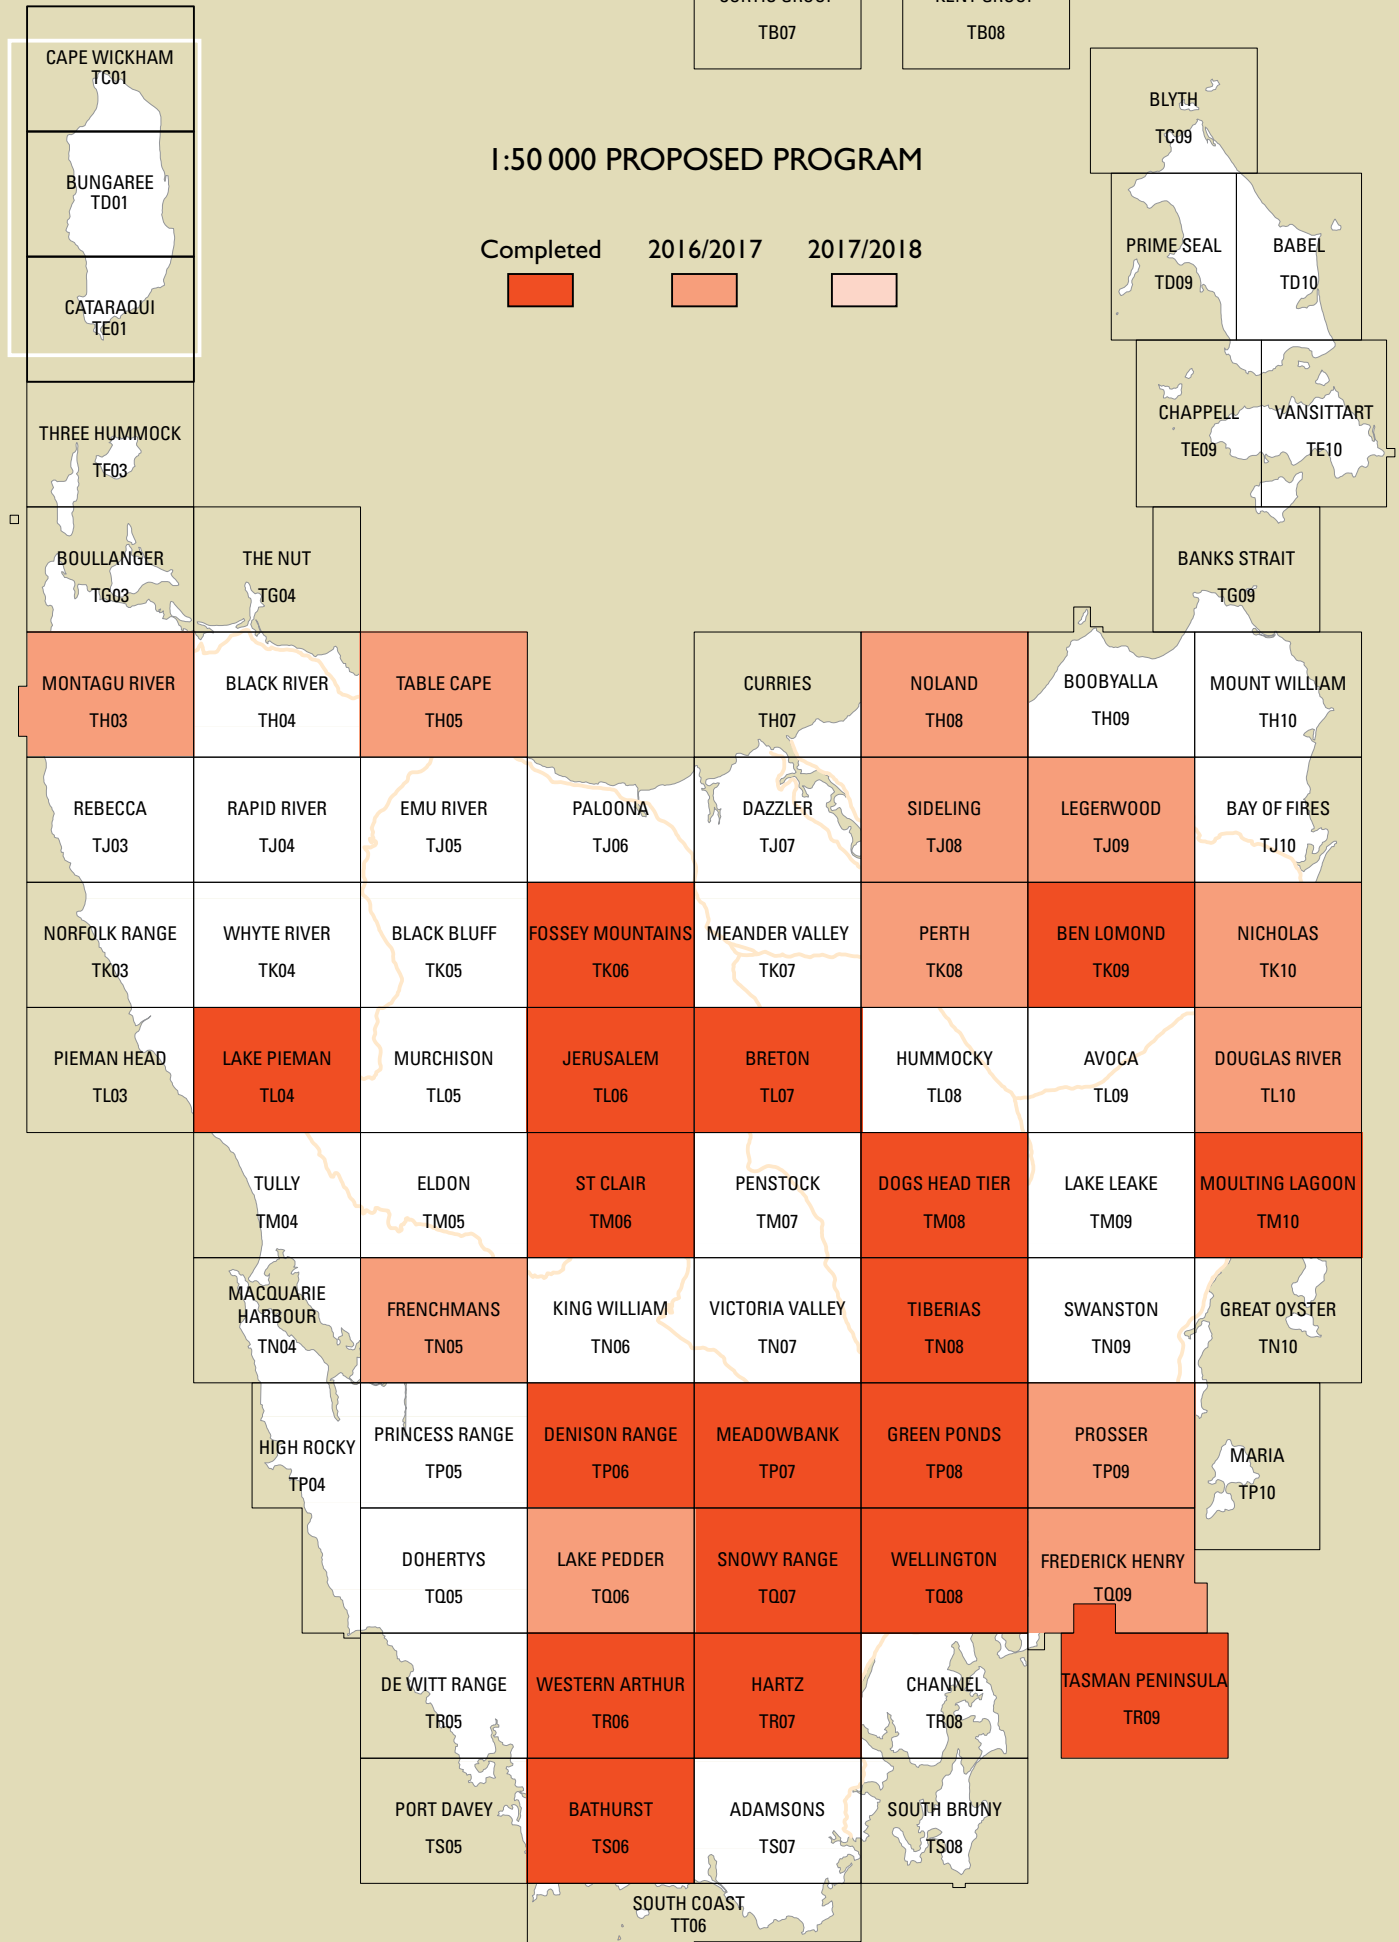 TB07
TB08
CAPE WICKHAM
TC01
BLYTH
TC09
1:50 000 PROPOSED PROGRAM
BUNGAREE
TD01
Completed
2016/2017
2017/2018
PRIME SEAL
TD09
BABEL
TD10
CATARAQUI
TE01
THREE HUMMOCK
TF03
CHAPPELL
TE09
VANSITTART
TE10
BOULLANGER
TG03
THE NUT
TG04
BANKS STRAIT
TG09
MONTAGU RIVER
TH03
BLACK RIVER
TH04
TABLE CAPE
TH05
CURRIES
TH07
NOLAND
TH08
BOOBYALLA
TH09
MOUNT WILLIAM
TH10
REBECCA
TJ03
RAPID RIVER
TJ04
EMU RIVER
TJ05
PALOONA
TJ06
DAZZLER
TJ07
SIDELING
TJ08
LEGERWOOD
TJ09
BAY OF FIRES
TJ10
NORFOLK RANGE
TK03
WHYTE RIVER
TK04
BLACK BLUFF
TK05
FOSSEY MOUNTAINS
TK06
MEANDER VALLEY
TK07
PERTH
TK08
BEN LOMOND
TK09
NICHOLAS
TK10
PIEMAN HEAD
TL03
LAKE PIEMAN
TL04
MURCHISON
TL05
JERUSALEM
TL06
BRETON
TL07
HUMMOCKY
TL08
AVOCA
TL09
DOUGLAS RIVER
TL10
TULLY
TM04
ELDON
TM05
ST CLAIR
TM06
PENSTOCK
TM07
DOGS HEAD TIER
TM08
LAKE LEAKE
TM09
MOULTING LAGOON
TM10
MACQUARIE
HARBOUR
TN04
FRENCHMANS
TN05
KING WILLIAM
TN06
VICTORIA VALLEY
TN07
TIBERIAS
TN08
SWANSTON
TN09
GREAT OYSTER
TN10
HIGH ROCKY
TP04
PRINCESS RANGE
TP05
DENISON RANGE
TP06
MEADOWBANK
TP07
GREEN PONDS
TP08
PROSSER
TP09
MARIA
TP10
DOHERTYS
TQ05
LAKE PEDDER
TQ06
SNOWY RANGE
TQ07
WELLINGTON
TQ08
FREDERICK HENRY
TQ09
DE WITT RANGE
TR05
WESTERN ARTHUR
TR06
HARTZ
TR07
CHANNEL
TR08
TASMAN PENINSULA
TR09
PORT DAVEY
TS05
BATHURST
TS06
ADAMSONS
TS07
SOUTH BRUNY
TS08
SOUTH COAST
TT06